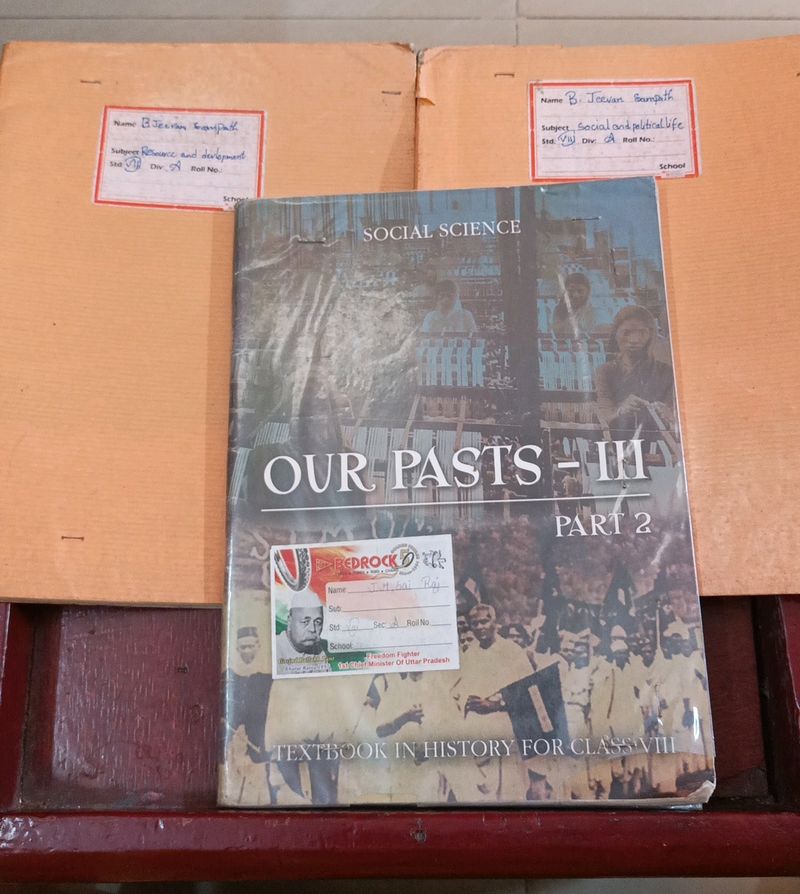 Name B Jeevan Sampath
Subject Resource and devlopment
Std: VIII Div: A Roll No.:
School
Name B. Jeevan Sampath
Subject Social and political life
Std: VIII Div: A Roll No.:
School
SOCIAL SCIENCE
OUR PASTS – III
PART 2
BEDROCK
Name J. Raj
Sub:
Std Sec A Roll No
School:
Freedom Fighter
1st Chief Minister Of Uttar Pradesh
TEXTBOOK IN HISTORY FOR CLASS VIII